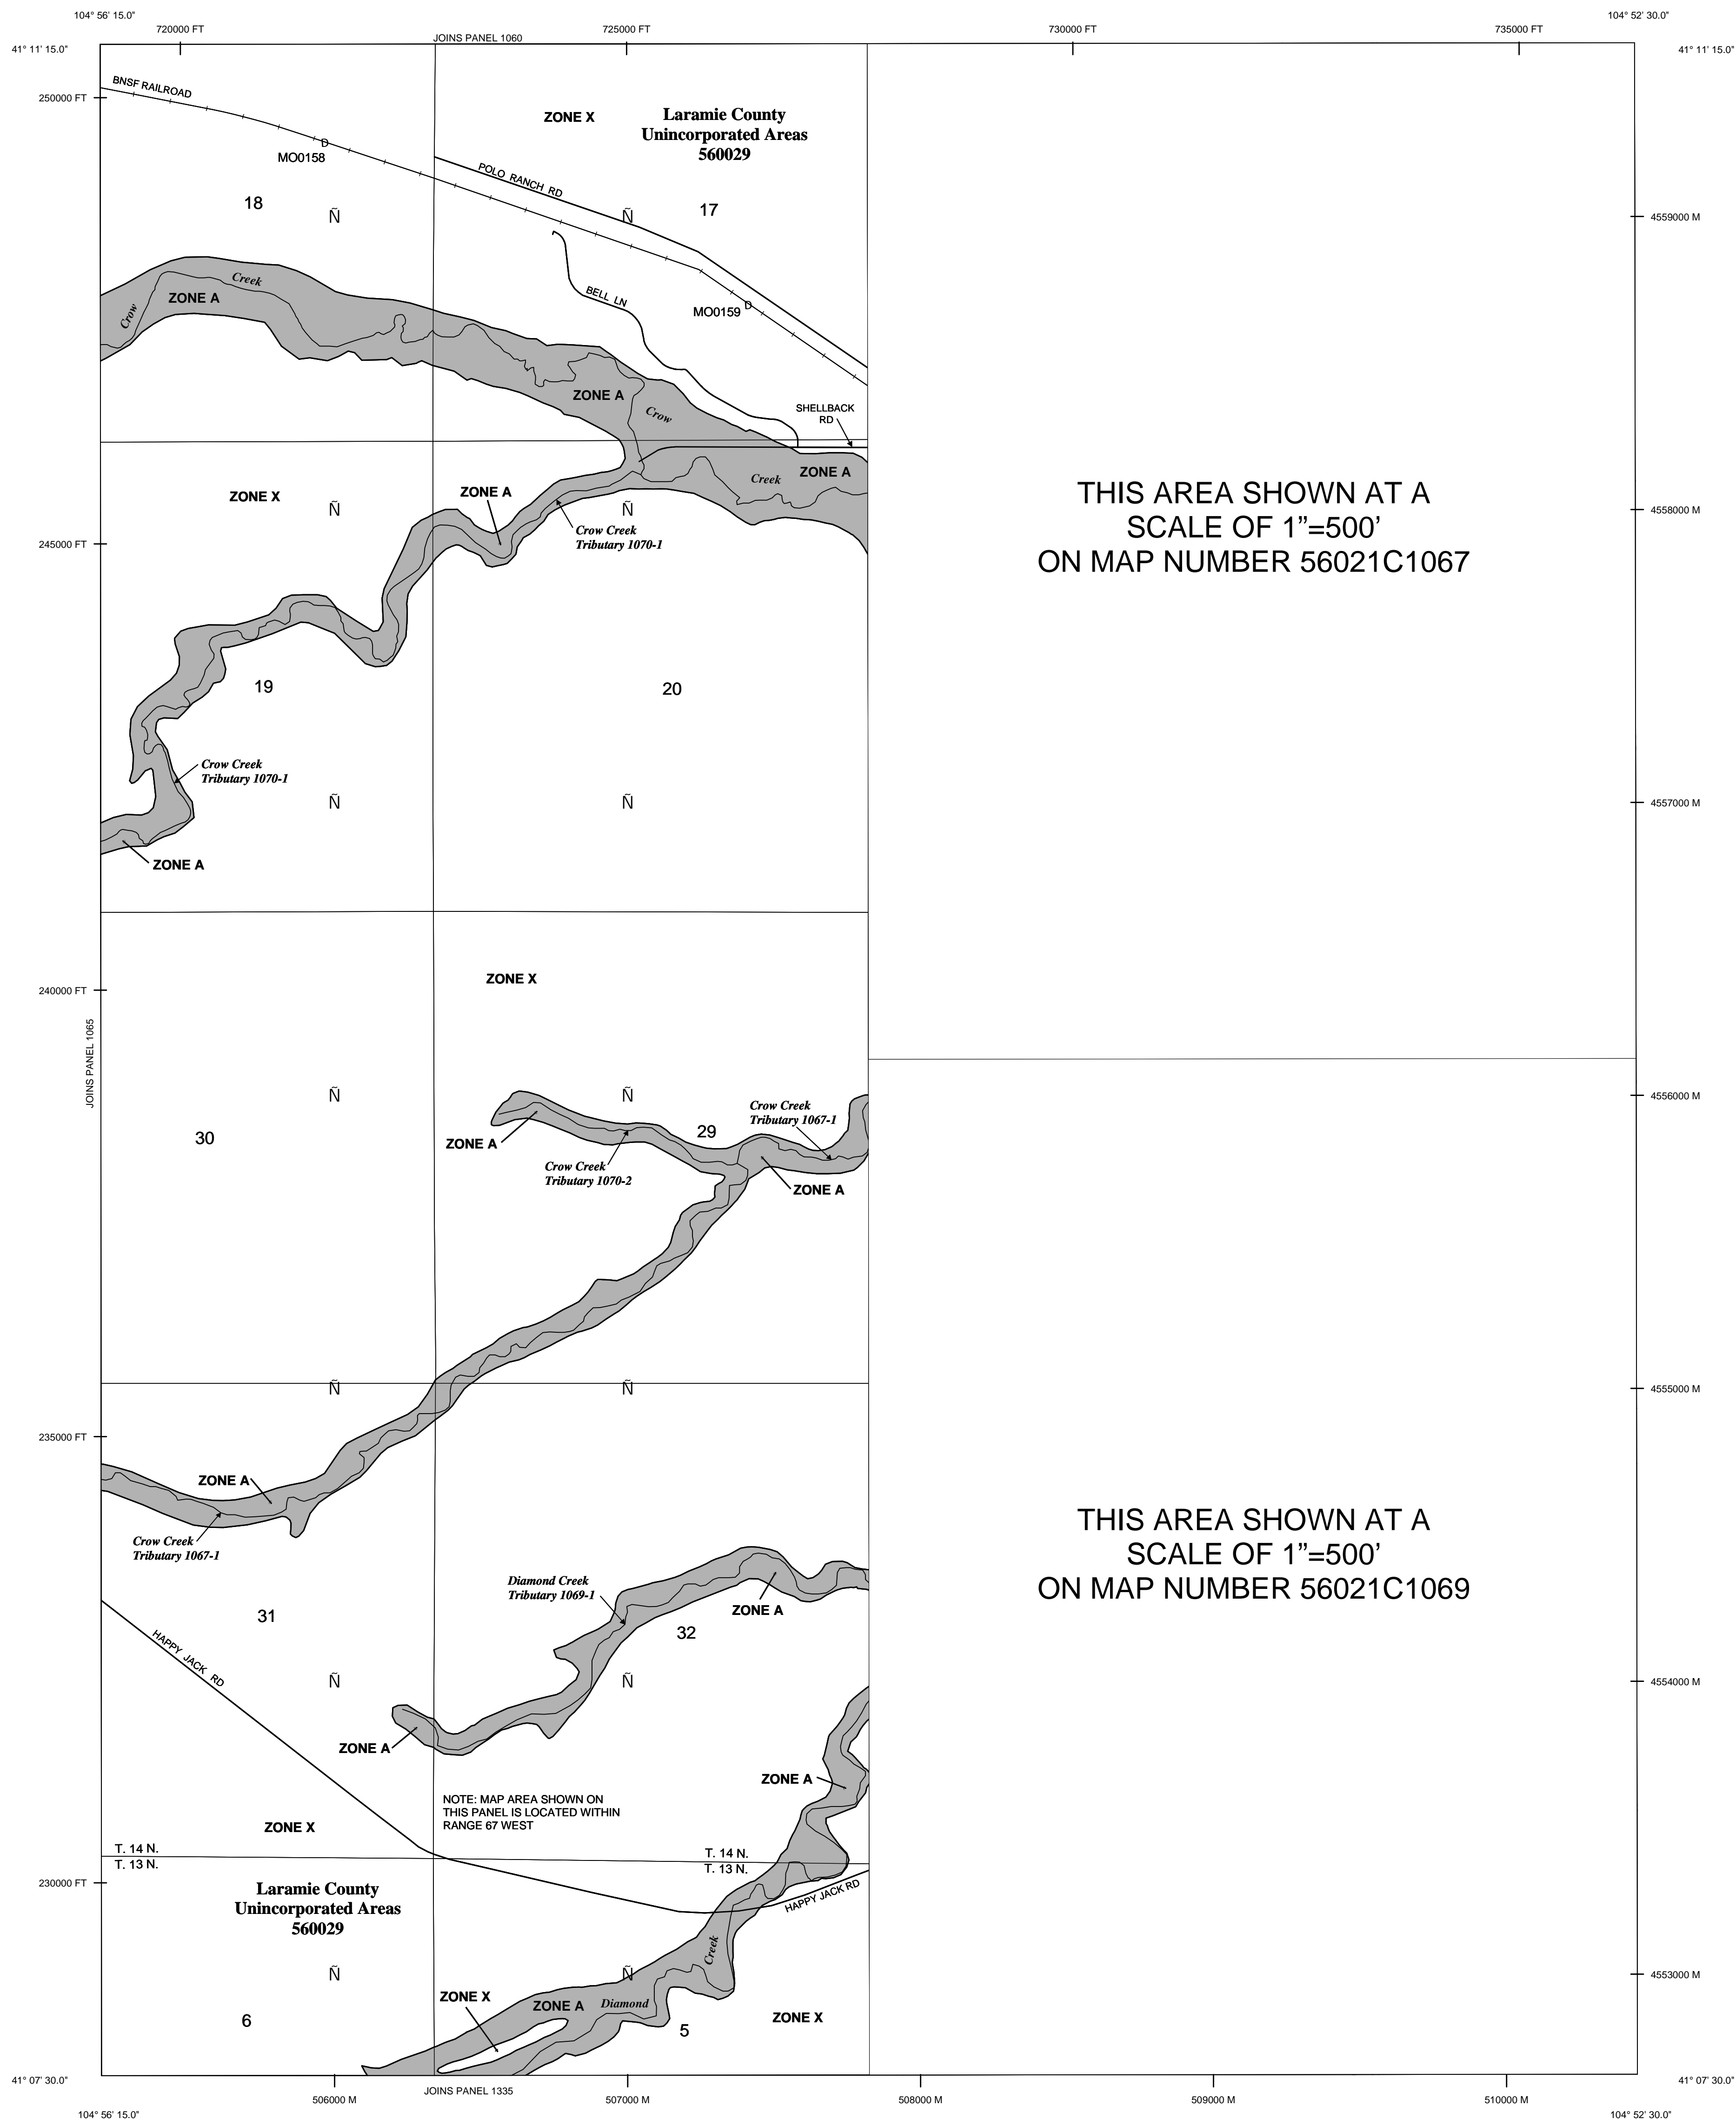 104° 56' 15.0"
104° 52' 30.0"
720000 FT
725000 FT
730000 FT
735000 FT
JOINS PANEL 1060
41° 11' 15.0"
41° 11' 15.0"
BNSF RAILROAD
250000 FT
ZONE X
Laramie County
Unincorporated Areas
560029
D
MO0158
POLO RANCH RD
18
Ñ
Ñ
17
4559000 M
Creek
ZONE A
Crow
BELL LN
D
MO0159
ZONE A
Crow
SHELLBACK
RD
ZONE A
Creek
ZONE X
ZONE A
Ñ
Ñ
4558000 M
Crow Creek
Tributary 1070-1
245000 FT
THIS AREA SHOWN AT A
SCALE OF 1”=500’
ON MAP NUMBER 56021C1067
19
20
Crow Creek
Tributary 1070-1
Ñ
Ñ
4557000 M
ZONE A
ZONE X
240000 FT
JOINS PANEL 1065
Ñ
Ñ
4556000 M
Crow Creek
Tributary 1067-1
30
29
ZONE A
Crow Creek
Tributary 1070-2
ZONE A
Ñ
Ñ
4555000 M
235000 FT
ZONE A
Crow Creek
Tributary 1067-1
THIS AREA SHOWN AT A
SCALE OF 1”=500’
ON MAP NUMBER 56021C1069
Diamond Creek
Tributary 1069-1
ZONE A
31
32
HAPPY JACK RD
Ñ
Ñ
4554000 M
ZONE A
ZONE A
NOTE: MAP AREA SHOWN ON
THIS PANEL IS LOCATED WITHIN
RANGE 67 WEST
ZONE X
T. 14 N.
T. 13 N.
T. 14 N.
T. 13 N.
230000 FT
Laramie County
Unincorporated Areas
560029
HAPPY JACK RD
Creek
Ñ
Ñ
4553000 M
ZONE X
ZONE A
Diamond
ZONE X
6
5
41° 07' 30.0"
41° 07' 30.0"
JOINS PANEL 1335
506000 M
507000 M
508000 M
509000 M
510000 M
104° 56' 15.0"
104° 52' 30.0"